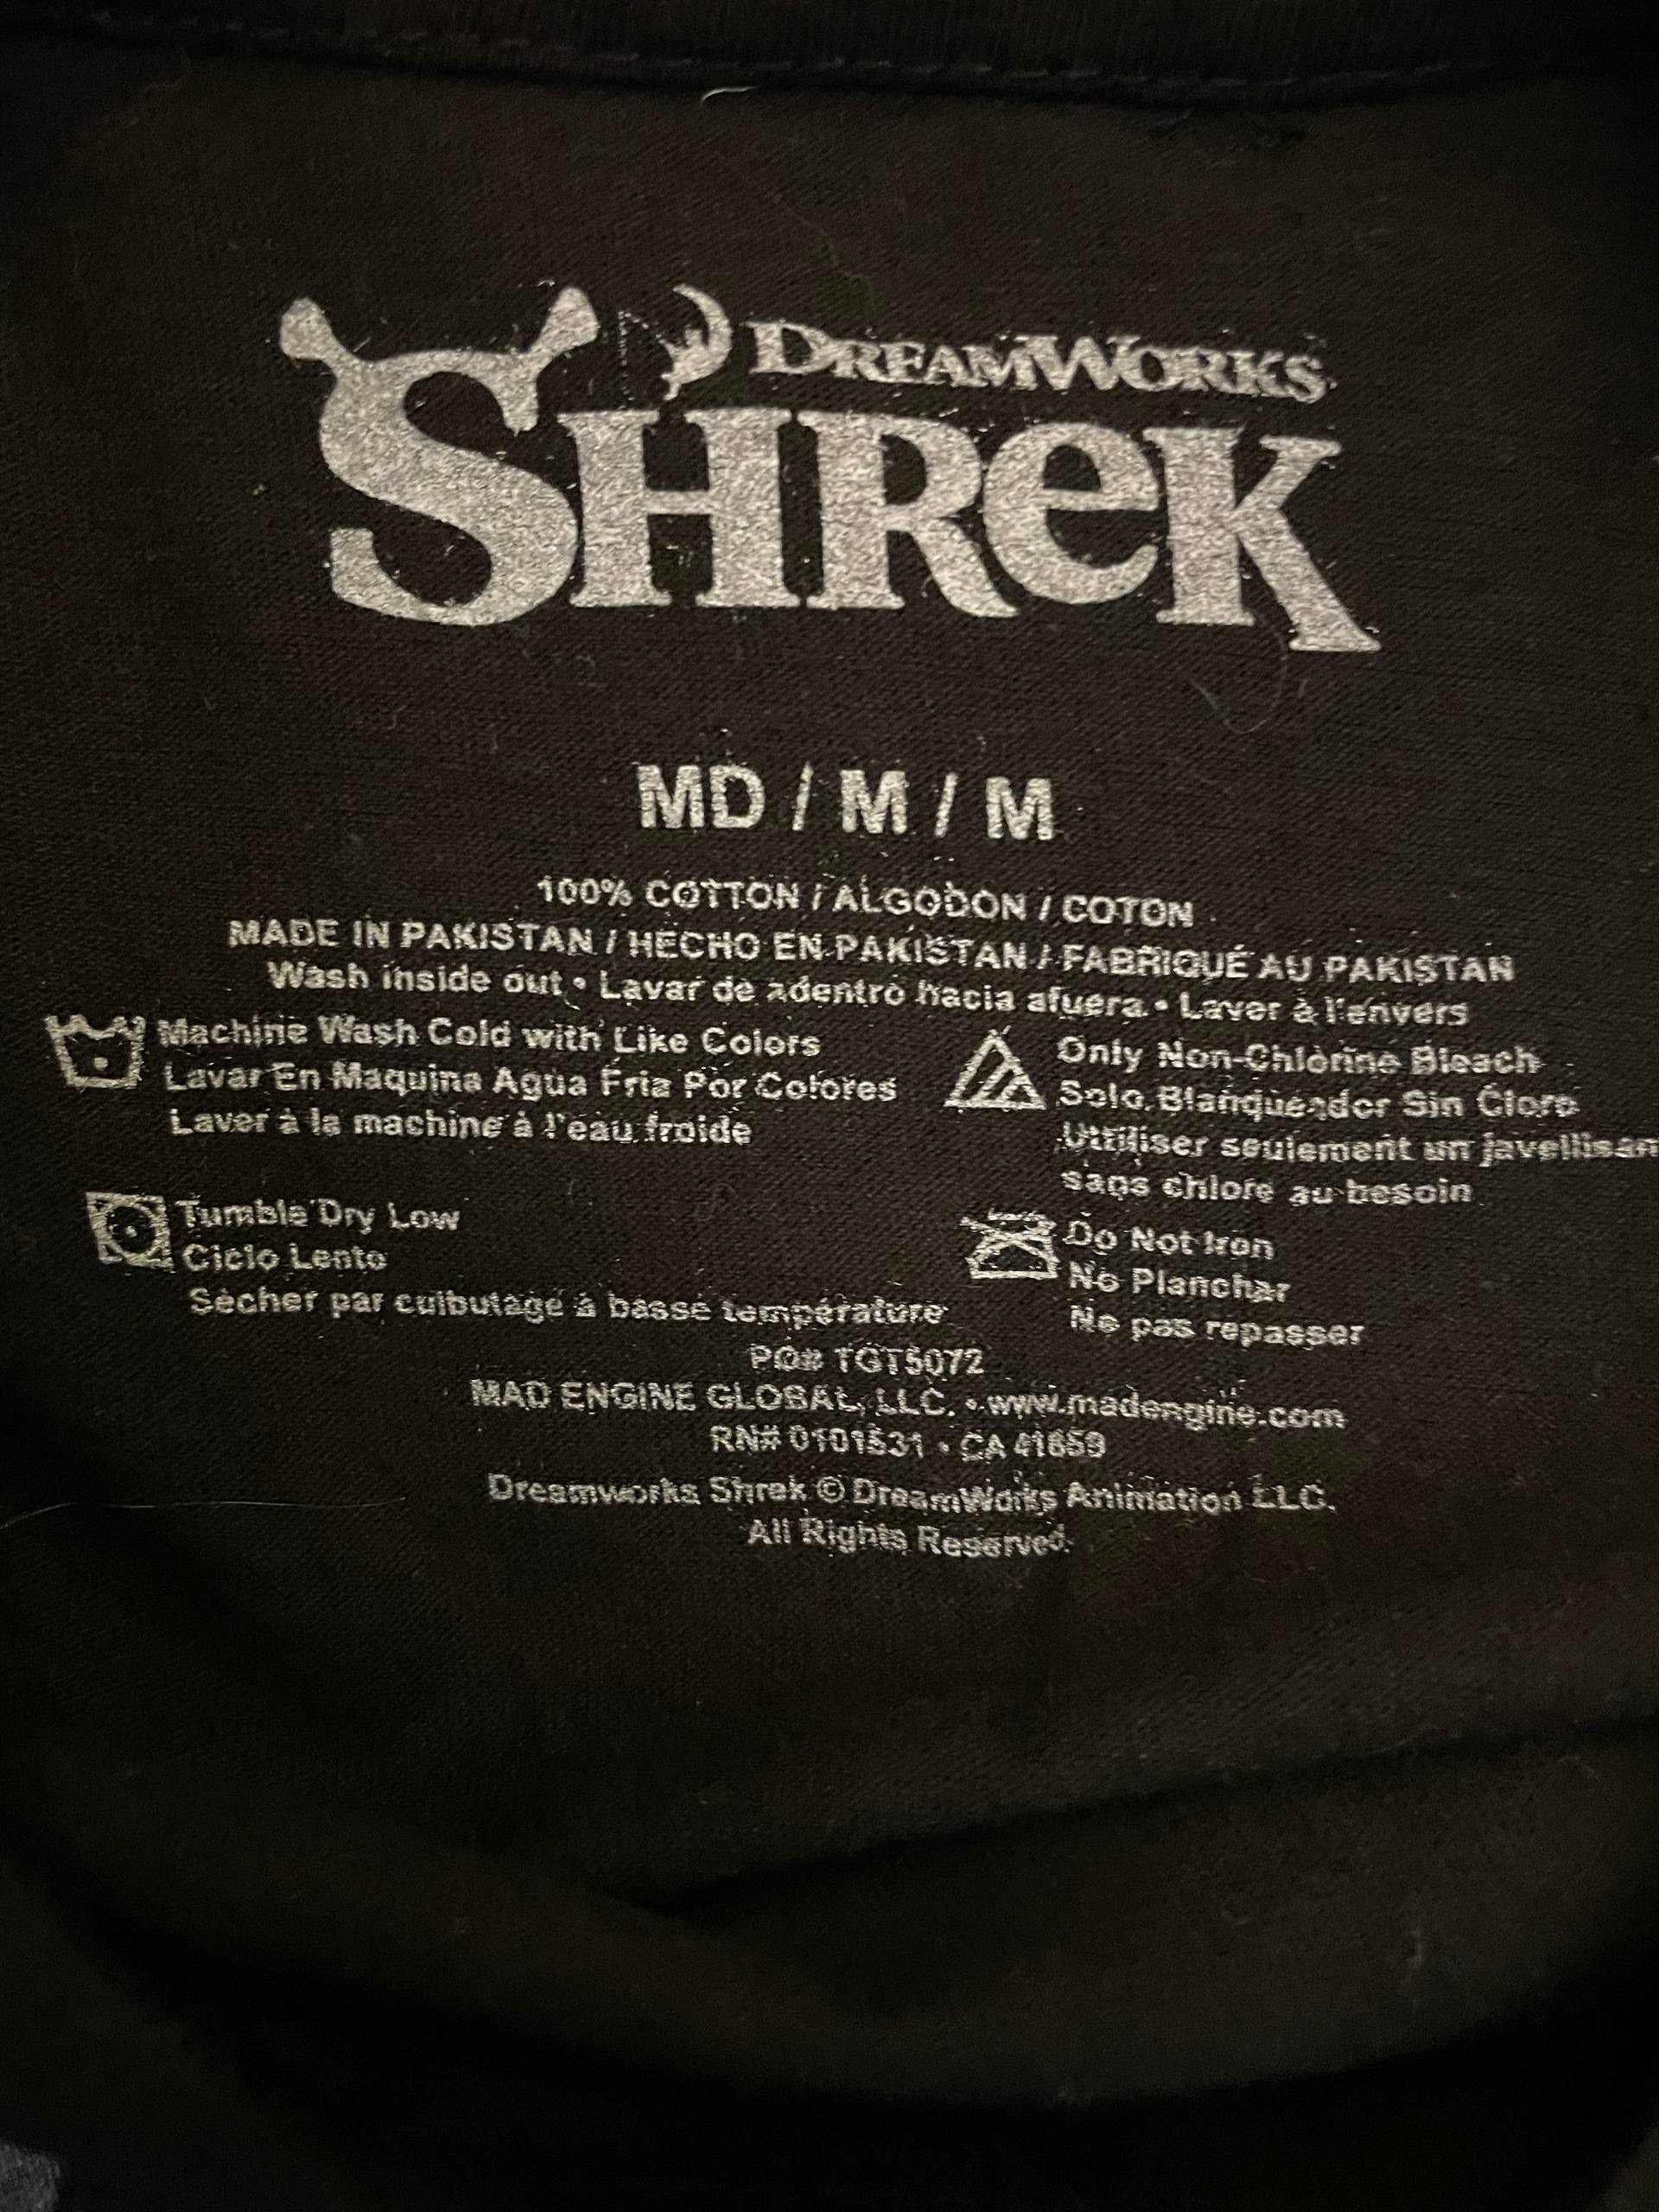 DREAMWORKS
SHREK
MD / M / M
100% COTTON / ALGODON / COTON
MADE IN PAKISTAN / HECHO EN PAKISTAN / FABRIQUÉ AU PAKISTAN
Wash inside out • Lavar de adentro hacia afuera • Laver à l'envers
Machine Wash Cold with Like Colors
Lavar En Maquina Agua Fria Por Colores
Laver à la machine à l'eau froide
Only Non-Chlorine Bleach
Solo Blanqueador Sin Cloro
Utiliser seulement un javellisan
sans chlore au besoin
Tumble Dry Low
Ciclo Lento
Sécher par culbutage à basse température
Do Not Iron
No Planchar
Ne pas repasser
PO# TGT5072
MAD ENGINE GLOBAL, LLC. • www.madengine.com
RN# 0101531 • CA 41659
Dreamworks Shrek © DreamWorks Animation LLC.
All Rights Reserved.